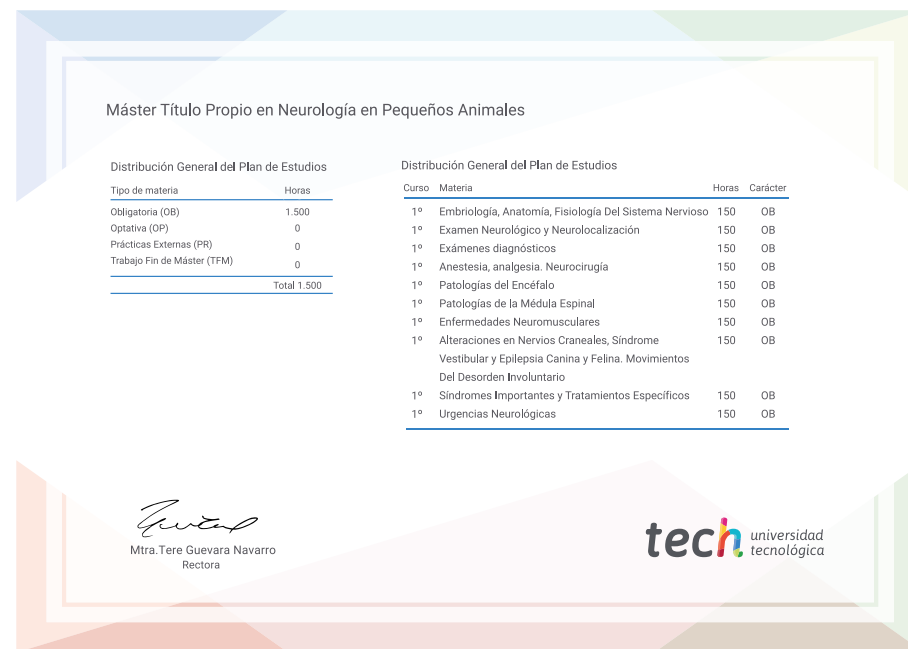 Máster Título Propio en Neurología en Pequeños Animales
Distribución General del Plan de Estudios
Tipo de materia Horas
Obligatoria (OB) 1.500
Optativa (OP) 0
Prácticas Externas (PR) 0
Trabajo Fin de Máster (TFM) 0
Total 1.500
Distribución General del Plan de Estudios
Curso Materia Horas Carácter
1º Embriología, Anatomía, Fisiología Del Sistema Nervioso 150 OB
1º Examen Neurológico y Neurolocalización 150 OB
1º Exámenes diagnósticos 150 OB
1º Anestesia, analgesia. Neurocirugía 150 OB
1º Patologías del Encéfalo 150 OB
1º Patologías de la Médula Espinal 150 OB
1º Enfermedades Neuromusculares 150 OB
1º Alteraciones en Nervios Craneales, Síndrome 150 OB
Vestibular y Epilepsia Canina y Felina. Movimientos
Del Desorden Involuntario
1º Síndromes Importantes y Tratamientos Específicos 150 OB
1º Urgencias Neurológicas 150 OB
Mtra.Tere Guevara Navarro
Rectora
tech universidad
tecnológica